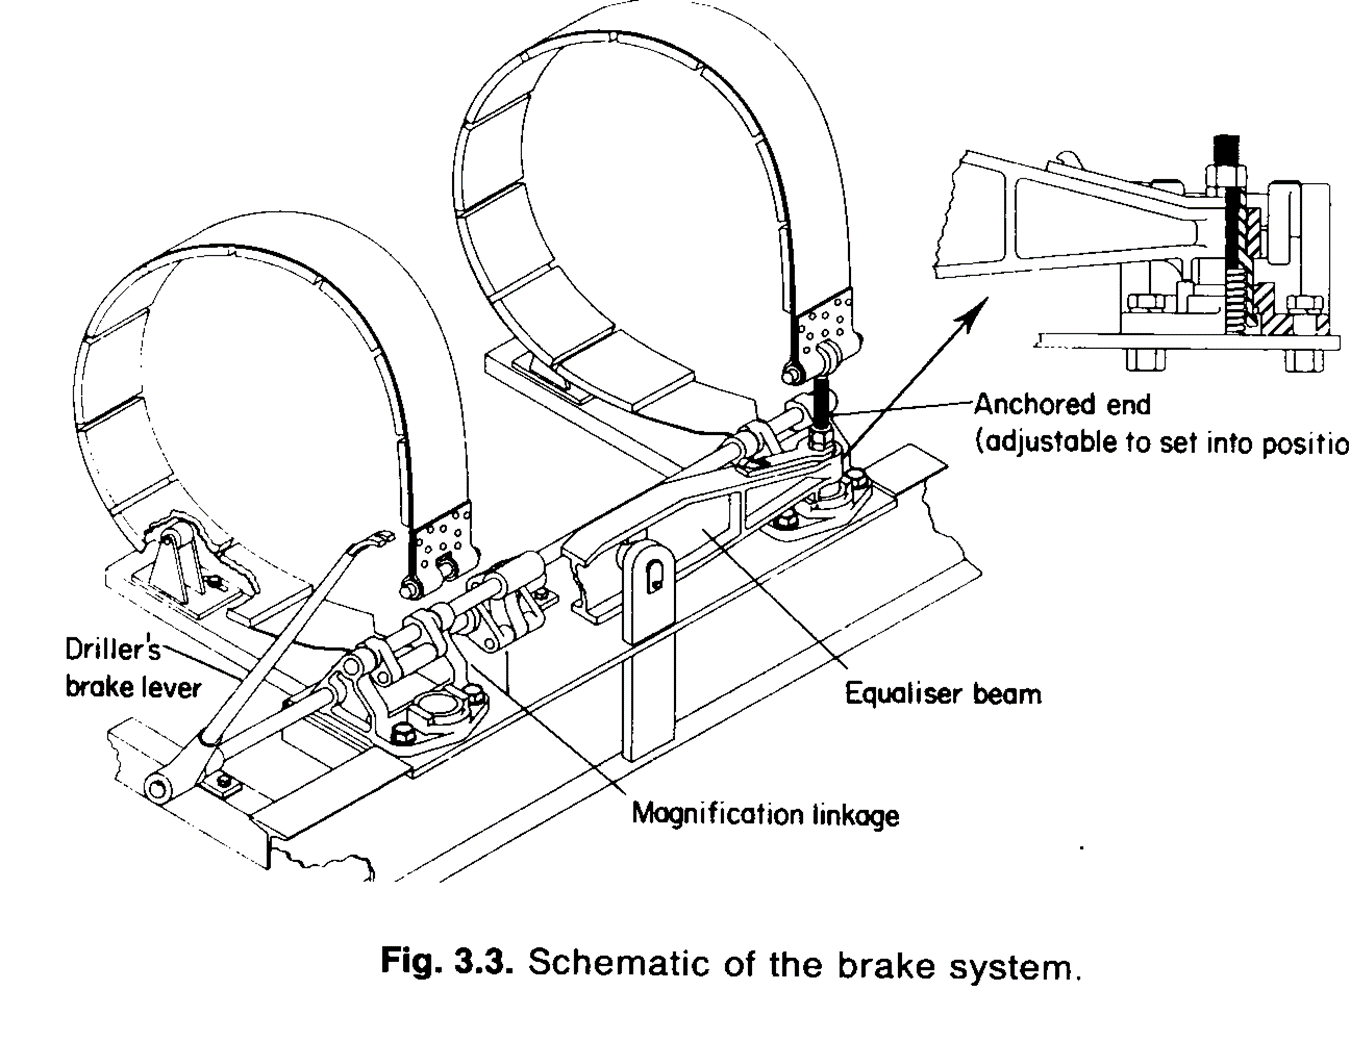 Anchored end
(adjustable to set into positio
Driller's
brake lever
Equaliser beam
Magnification linkage
Fig. 3.3. Schematic of the brake system.